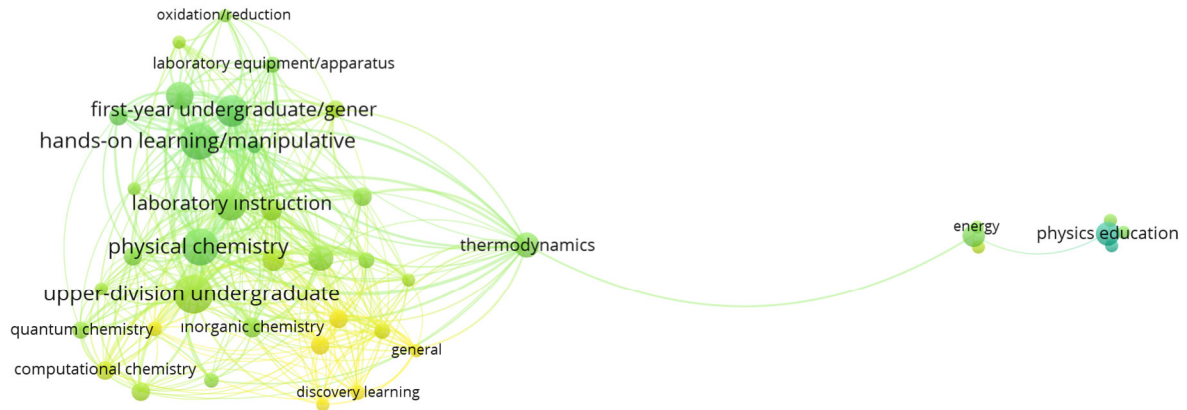 oxidation/reduction
laboratory equipment/apparatus
first-year undergraduate/gener
hands-on learning/manipulative
laboratory instruction
physical chemistry
thermodynamics
energy
physics education
upper-division undergraduate
quantum chemistry
inorganic chemistry
general
computational chemistry
discovery learning